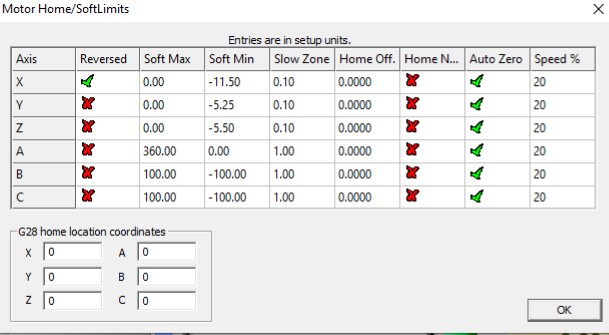 Motor Home/SoftLimits
Entries are in setup units.
Axis Reversed Soft Max Soft Min Slow Zone Home Off. Home N... Auto Zero Speed %
X 0.00 -11.50 0.10 0.0000 20
Y 0.00 -5.25 0.10 0.0000 20
Z 0.00 -5.50 0.10 0.0000 20
A 360.00 0.00 1.00 0.0000 20
B 100.00 -100.00 1.00 0.0000 20
C 100.00 -100.00 1.00 0.0000 20
G28 home location coordinates
X 0 A 0
Y 0 B 0
Z 0 C 0
OK